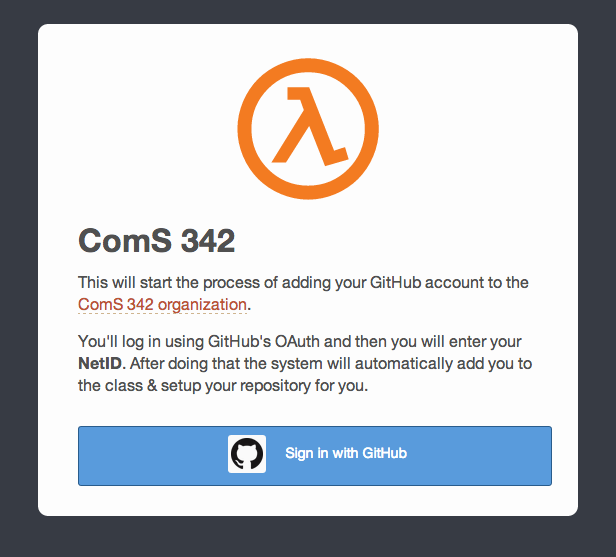 ComS 342
This will start the process of adding your GitHub account to the
ComS 342 organization.
You'll log in using GitHub's OAuth and then you will enter your
NetID. After doing that the system will automatically add you to
the class & setup your repository for you.
Sign in with GitHub